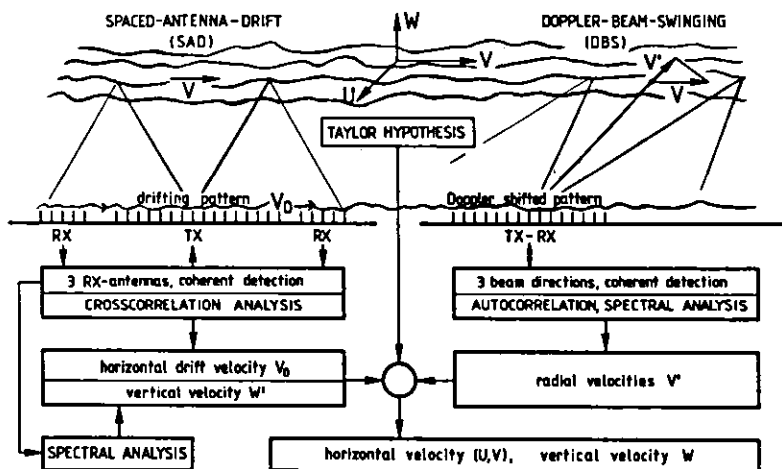 SPACED-ANTENNA-DRIFT
(SAD)
W
DOPPLER-BEAM-SWINGING
(DBS)
V
U
V
V'
V
TAYLOR HYPOTHESIS
drifting pattern V₀
Doppler shifted pattern
RX TX RX
TX-RX
3 RX-antennas, coherent detection
CROSSCORRELATION ANALYSIS
3 beam directions, coherent detection
AUTOCORRELATION, SPECTRAL ANALYSIS
horizontal drift velocity V₀
vertical velocity W'
radial velocities V'
SPECTRAL ANALYSIS
horizontal velocity (U,V), vertical velocity W